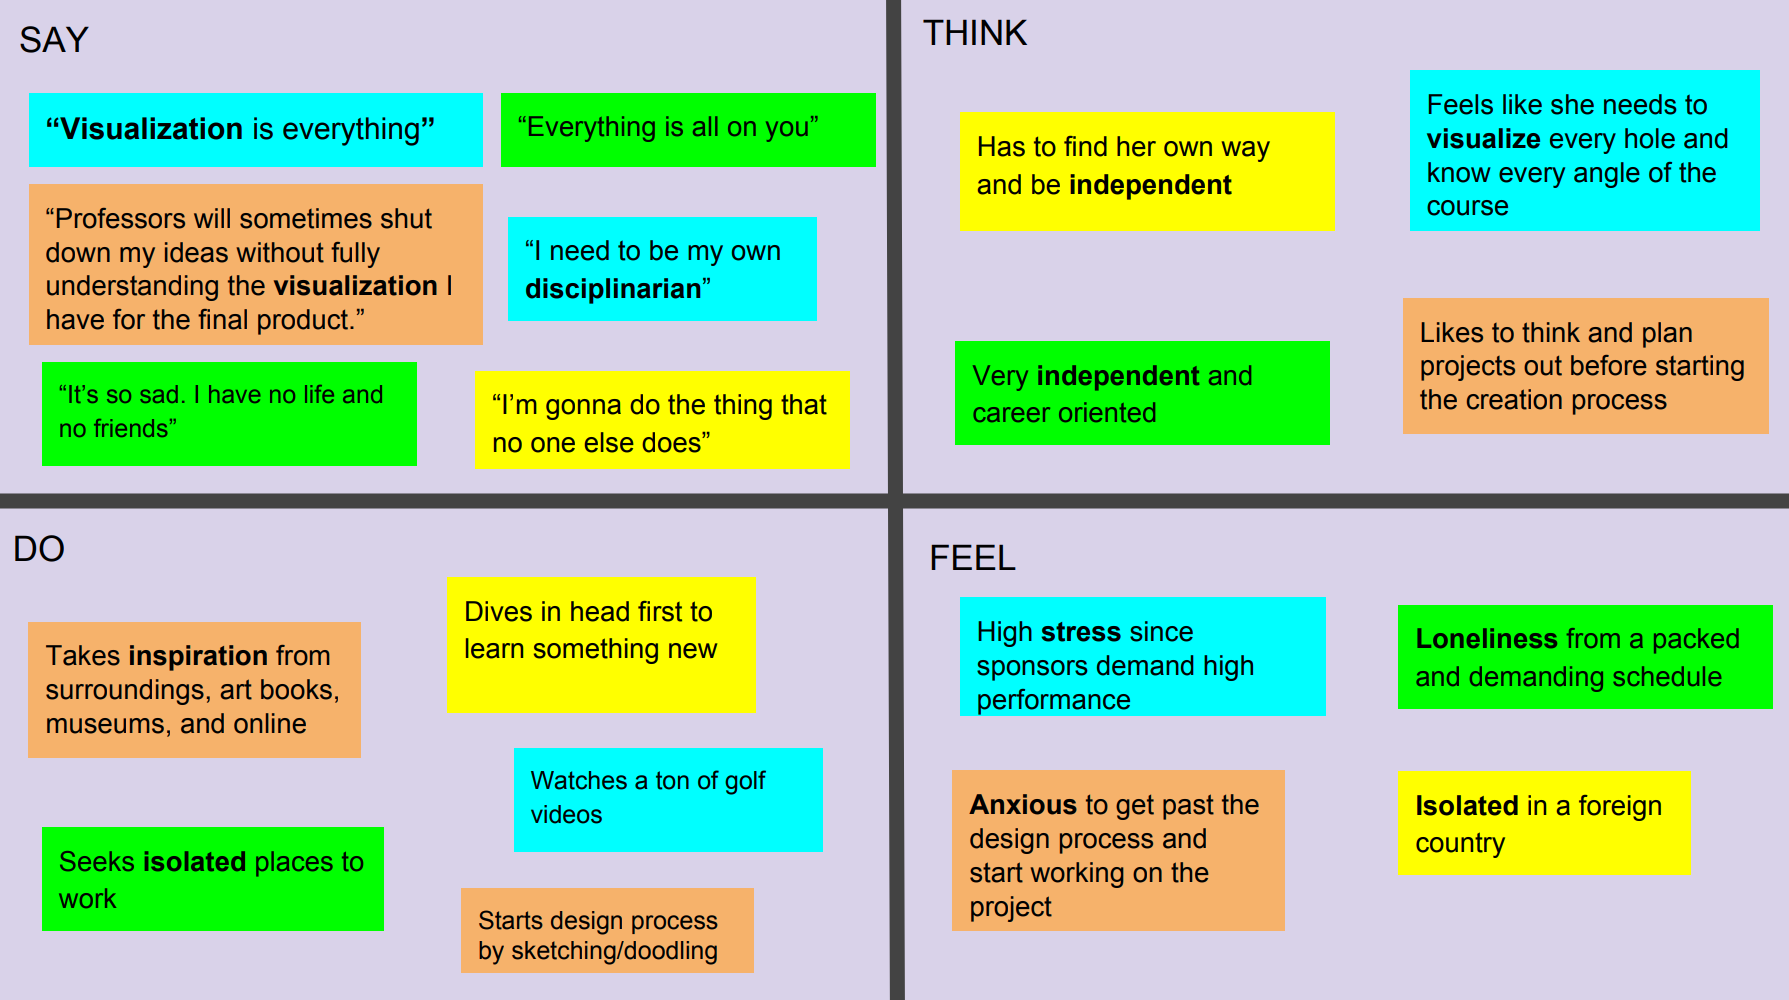 SAY
“Visualization is everything”
“Everything is all on you”
“Professors will sometimes shut
down my ideas without fully
understanding the visualization I
have for the final product.”
“I need to be my own
disciplinarian”
“It’s so sad. I have no life and
no friends”
“I’m gonna do the thing that
no one else does”
THINK
Has to find her own way
and be independent
Feels like she needs to
visualize every hole and
know every angle of the
course
Very independent and
career oriented
Likes to think and plan
projects out before starting
the creation process
DO
Dives in head first to
learn something new
Takes inspiration from
surroundings, art books,
museums, and online
Watches a ton of golf
videos
Seeks isolated places to
work
Starts design process
by sketching/doodling
FEEL
High stress since
sponsors demand high
performance
Loneliness from a packed
and demanding schedule
Anxious to get past the
design process and
start working on the
project
Isolated in a foreign
country